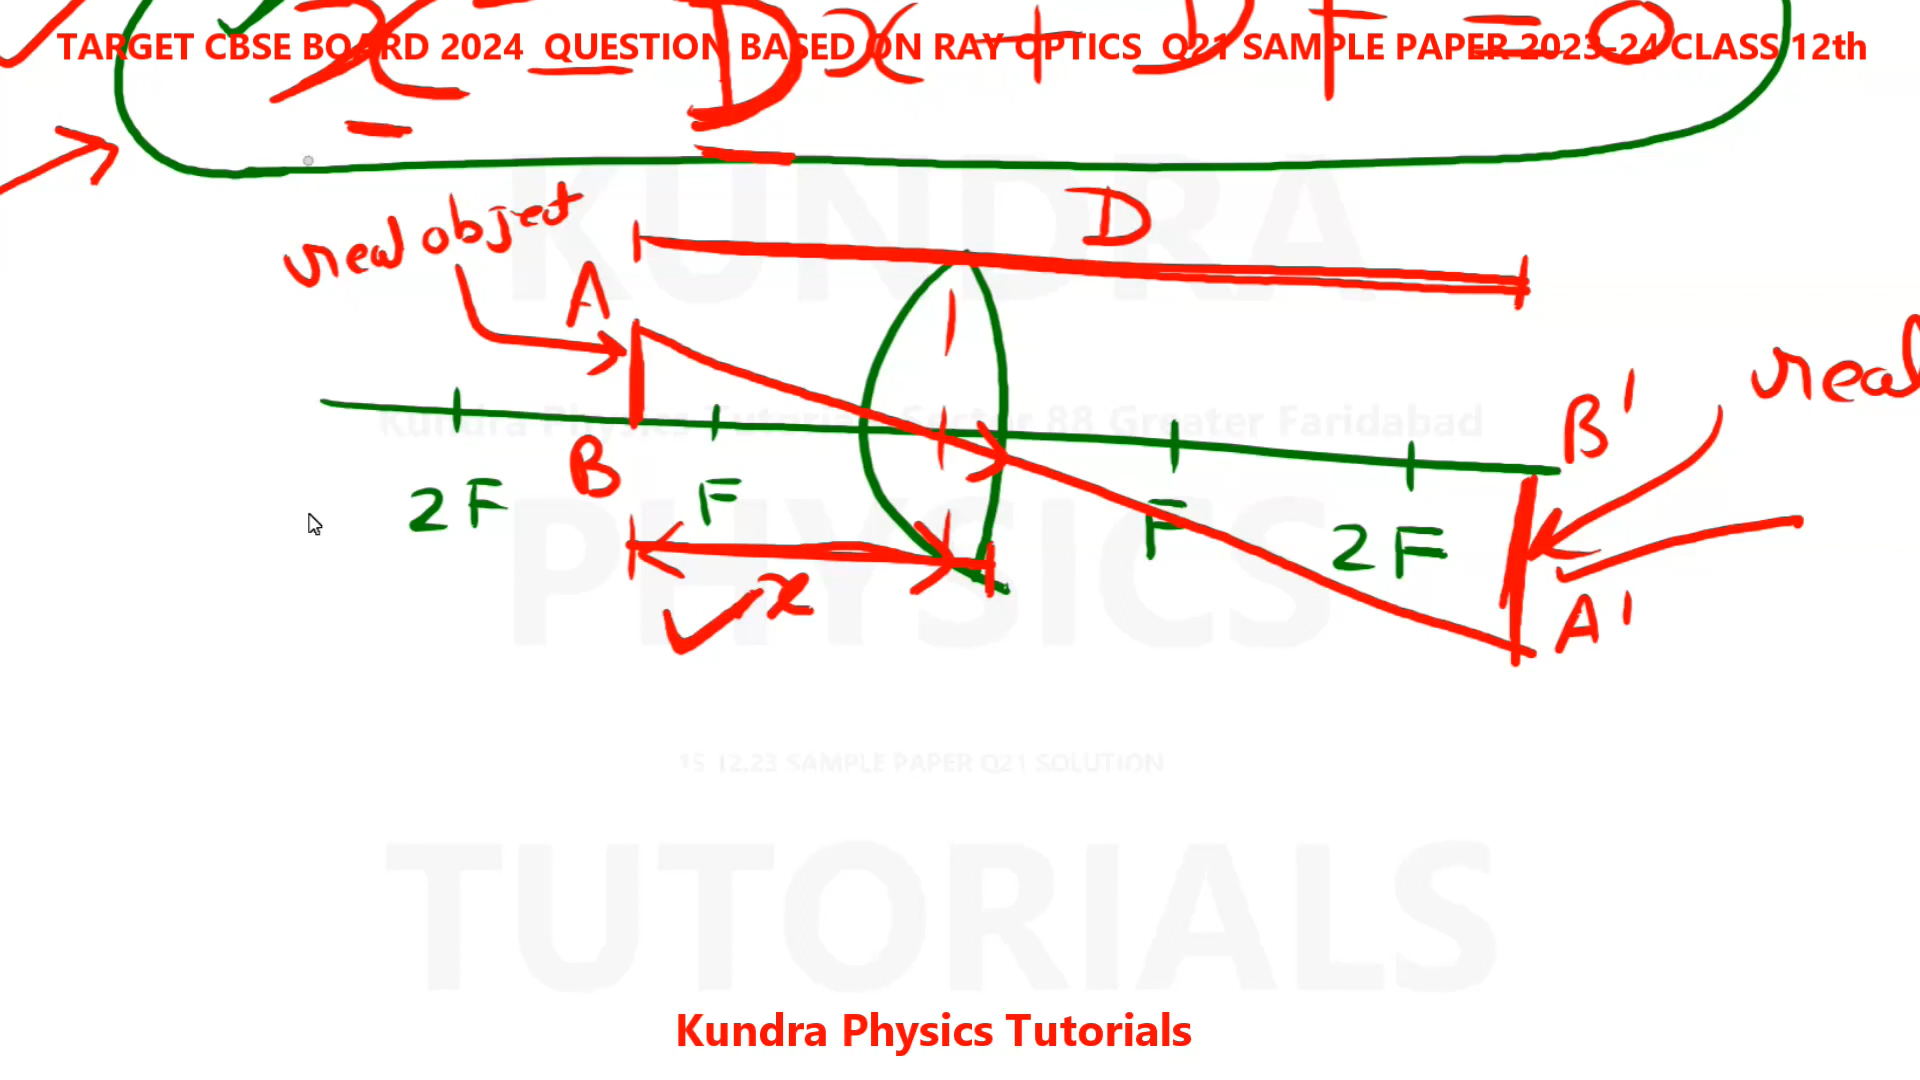 TARGET CBSE BOARD 2024 QUESTION BASED ON RAY OPTICS Q21 SAMPLE PAPER 2023-24 CLASS 12th
x² - Dx + Df = 0
KUNDRA
D
real object
A
real
Kundra Physics Tutorials Sector 88 Greater Faridabad
B'
B
2F F F 2F
PHYSICS
x
A'
15 12.23 SAMPLE PAPER Q21 SOLUTION
TUTORIALS
Kundra Physics Tutorials